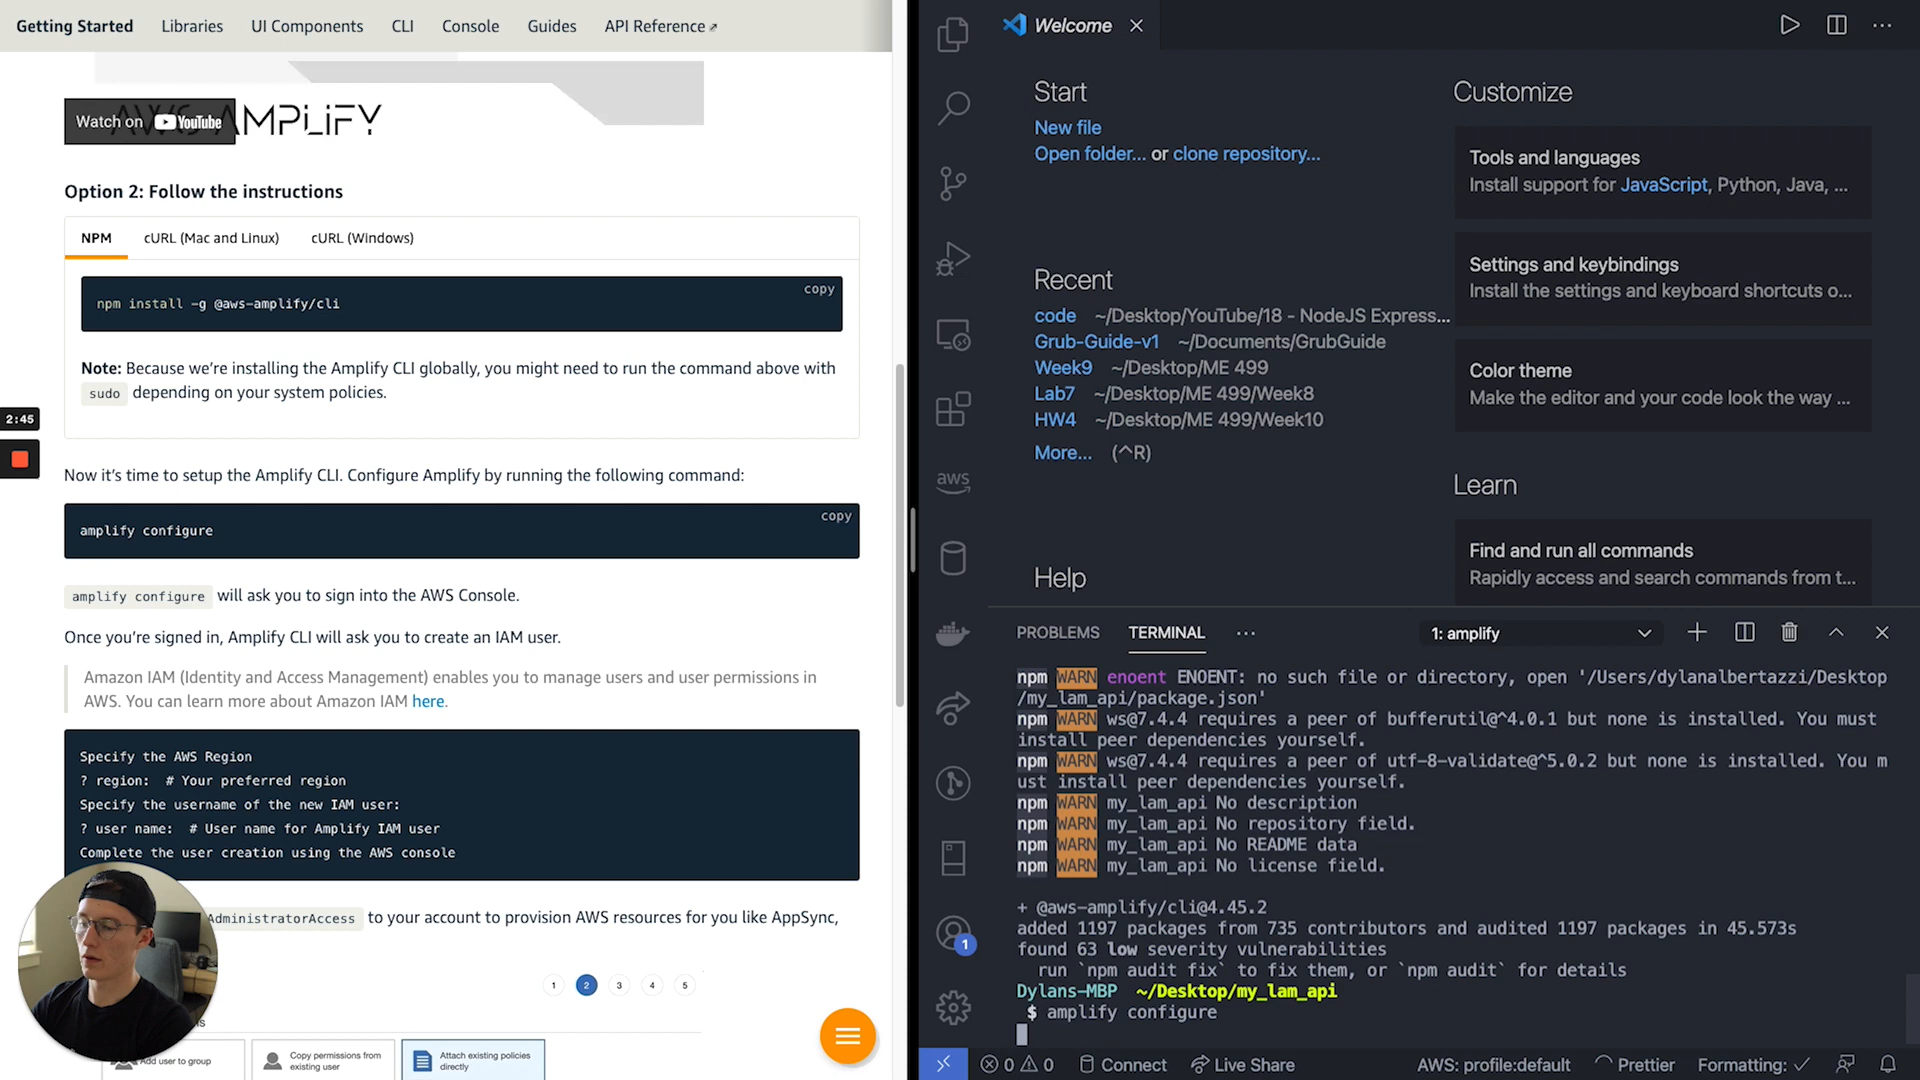 Getting Started Libraries UI Components CLI Console Guides API Reference
Watch on YouTube
AWS AMPLIFY
Option 2: Follow the instructions
NPM cURL (Mac and Linux) cURL (Windows)
copy
npm install -g @aws-amplify/cli
Note: Because we’re installing the Amplify CLI globally, you might need to run the command above with
sudo depending on your system policies.
2:45
Now it’s time to setup the Amplify CLI. Configure Amplify by running the following command:
copy
amplify configure
amplify configure will ask you to sign into the AWS Console.
Once you’re signed in, Amplify CLI will ask you to create an IAM user.
Amazon IAM (Identity and Access Management) enables you to manage users and user permissions in
AWS. You can learn more about Amazon IAM here.
Specify the AWS Region
? region: # Your preferred region
Specify the username of the new IAM user:
? user name: # User name for Amplify IAM user
Complete the user creation using the AWS console
AdministratorAccess to your account to provision AWS resources for you like AppSync,
1 2 3 4 5
Add user to group
Copy permissions from
existing user
Attach existing policies
directly
Welcome
Start
New file
Open folder... or clone repository...
Recent
code ~/Desktop/YouTube/18 - NodeJS Express...
Grub-Guide-v1 ~/Documents/GrubGuide
Week9 ~/Desktop/ME 499
Lab7 ~/Desktop/ME 499/Week8
HW4 ~/Desktop/ME 499/Week10
More... (^R)
Help
Customize
Tools and languages
Install support for JavaScript, Python, Java, ...
Settings and keybindings
Install the settings and keyboard shortcuts o...
Color theme
Make the editor and your code look the way ...
Learn
Find and run all commands
Rapidly access and search commands from t...
aws
1
PROBLEMS TERMINAL ... 1: amplify
npm WARN enoent ENOENT: no such file or directory, open '/Users/dylanalbertazzi/Desktop
/my_lam_api/package.json'
npm WARN ws@7.4.4 requires a peer of bufferutil@^4.0.1 but none is installed. You must
install peer dependencies yourself.
npm WARN ws@7.4.4 requires a peer of utf-8-validate@^5.0.2 but none is installed. You m
ust install peer dependencies yourself.
npm WARN my_lam_api No description
npm WARN my_lam_api No repository field.
npm WARN my_lam_api No README data
npm WARN my_lam_api No license field.
+ @aws-amplify/cli@4.45.2
added 1197 packages from 735 contributors and audited 1197 packages in 45.573s
found 63 low severity vulnerabilities
run `npm audit fix` to fix them, or `npm audit` for details
Dylans-MBP ~/Desktop/my_lam_api
$ amplify configure
0 0 Connect Live Share AWS: profile:default Prettier Formatting: ✓